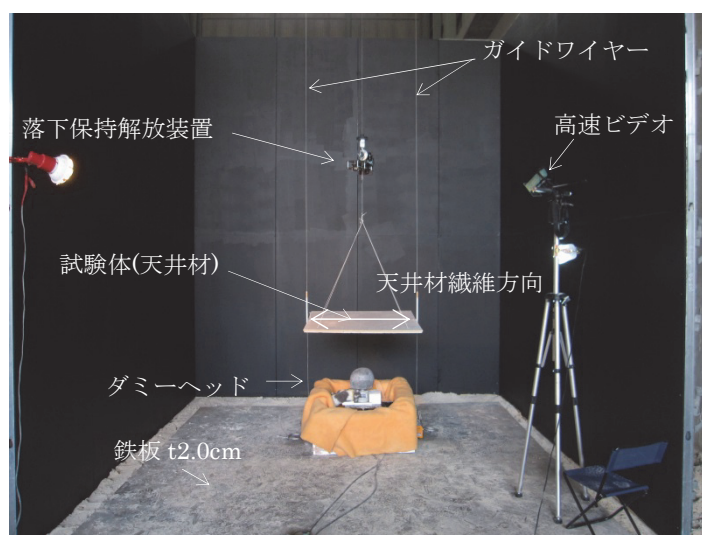 ガイドワイヤー
落下保持解放装置
高速ビデオ
試験体(天井材)
天井材繊維方向
ダミーヘッド
鉄板 t2.0cm